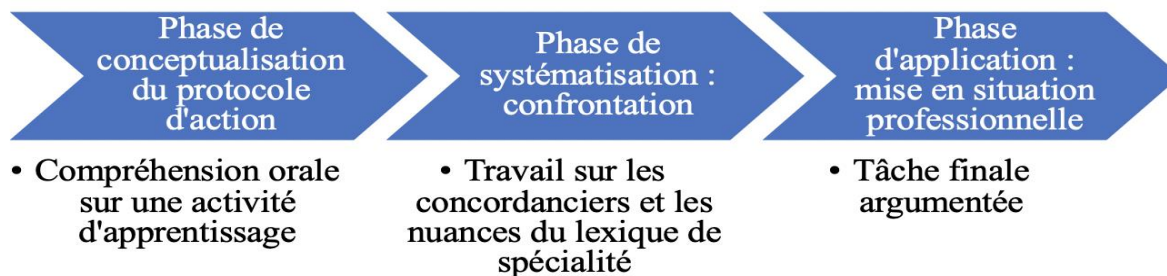 Phase de
conceptualisation
du protocole
d'action
Phase de
systématisation :
confrontation
Phase
d'application :
mise en situation
professionnelle
• Compréhension orale
sur une activité
d'apprentissage
• Travail sur les
concordanciers et les
nuances du lexique de
spécialité
• Tâche finale
argumentée